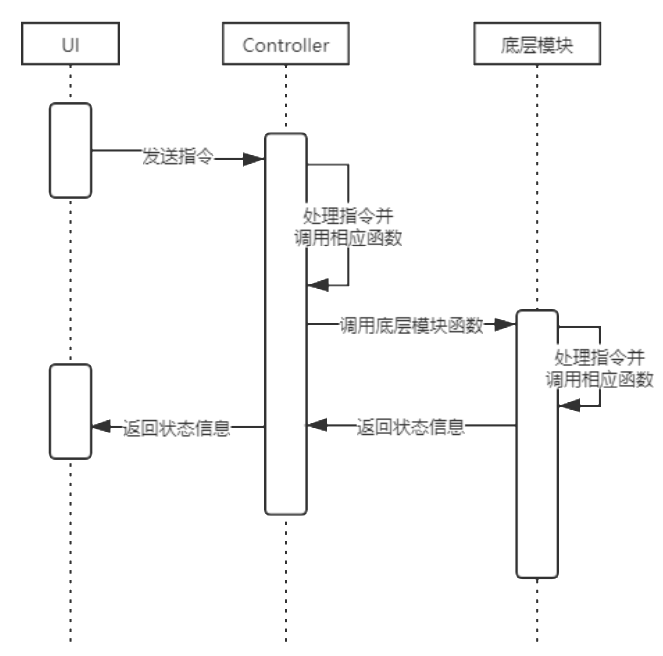 UI
Controller
底层模块
发送指令
处理指令并
调用相应函数
调用底层模块函数
处理指令并
调用相应函数
返回状态信息
返回状态信息